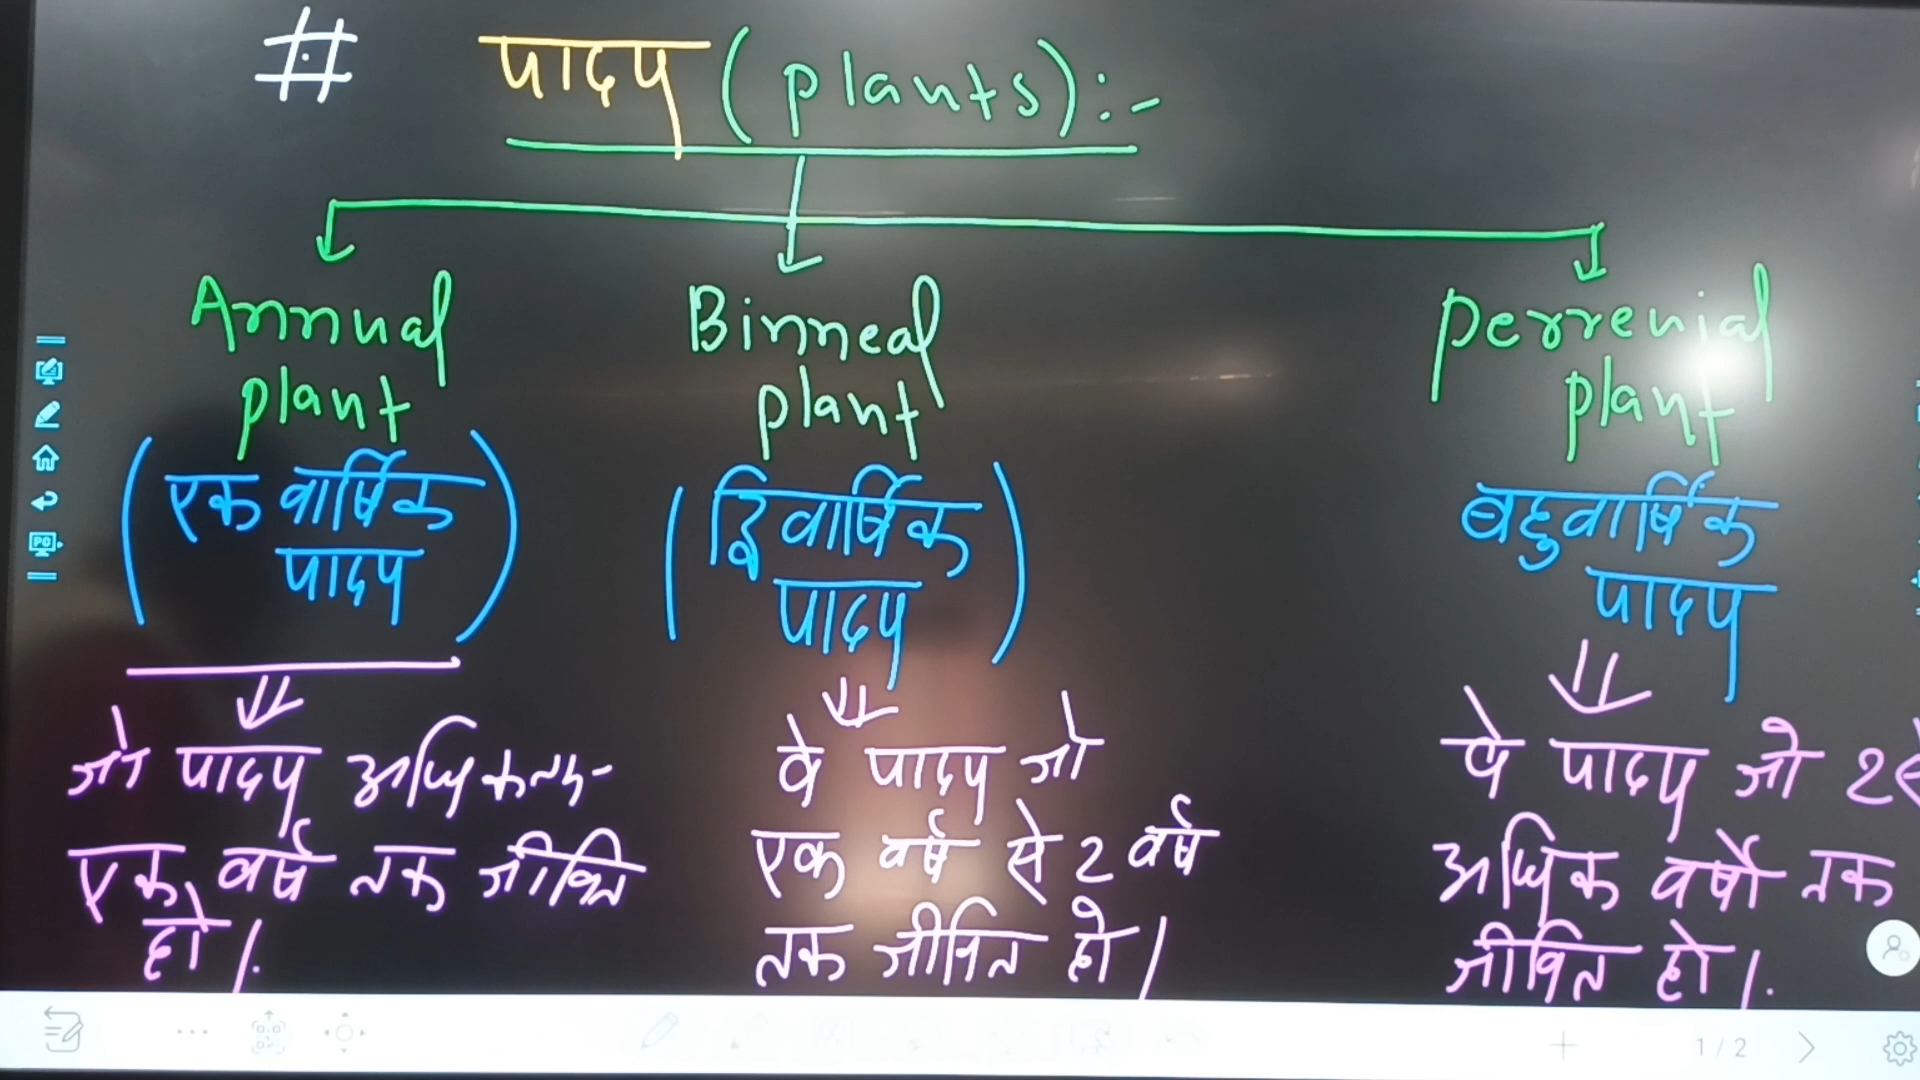 # पादप (plants):-
Annual
plant
(एक वार्षिक
पादप)
जो पादप अधिकतम-
एक वर्ष तक जीवित
हो।
Binneal
plant
(द्विवार्षिक
पादप)
वे पादप जो
एक वर्ष से 2 वर्ष
तक जीवित हो।
perrenial
plant
बहुवार्षिक
पादप
वे पादप जो 2 से
अधिक वर्षो तक
जीवित हो।
PC
1/2